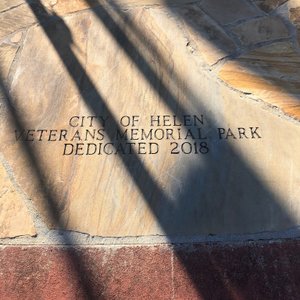 CITY OF HELEN
VETERANS MEMORIAL PARK
DEDICATED 2018